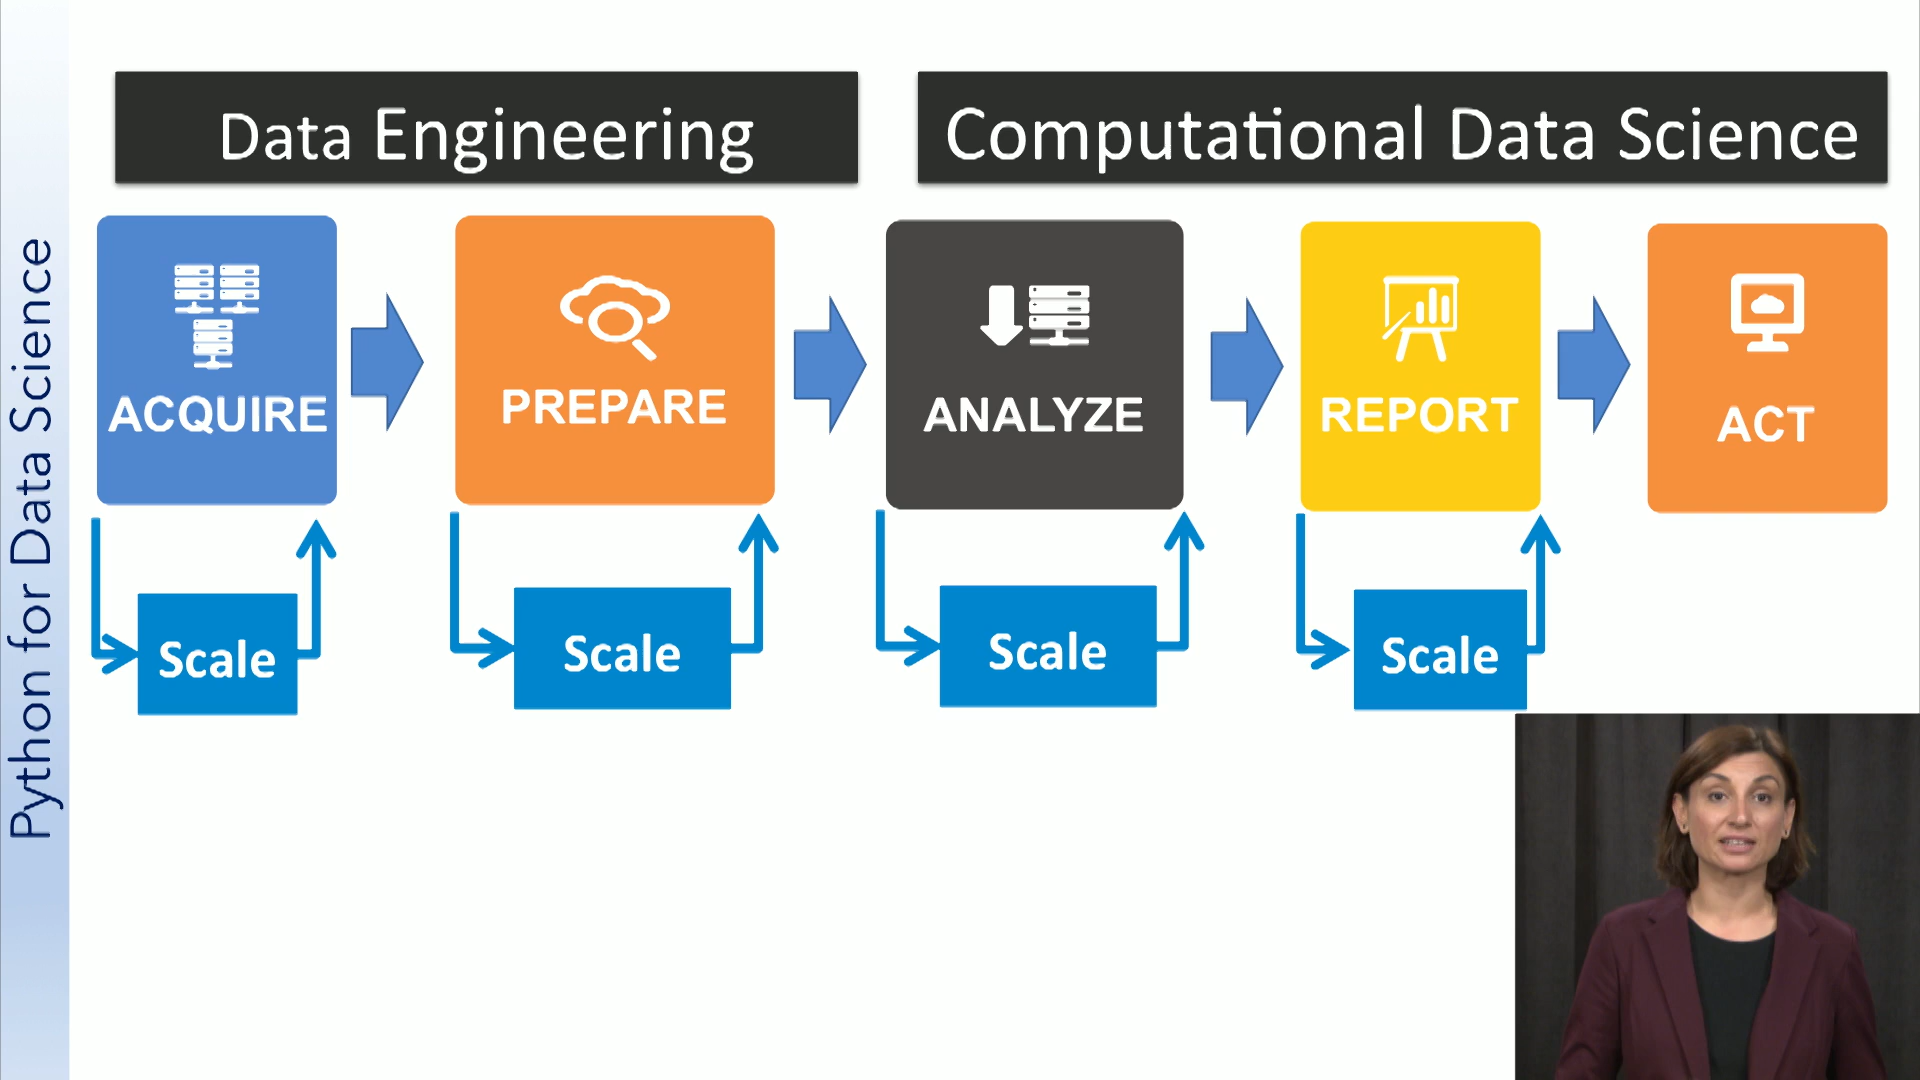 Python for Data Science
Data Engineering
Computational Data Science
ACQUIRE
PREPARE
ANALYZE
REPORT
ACT
Scale
Scale
Scale
Scale